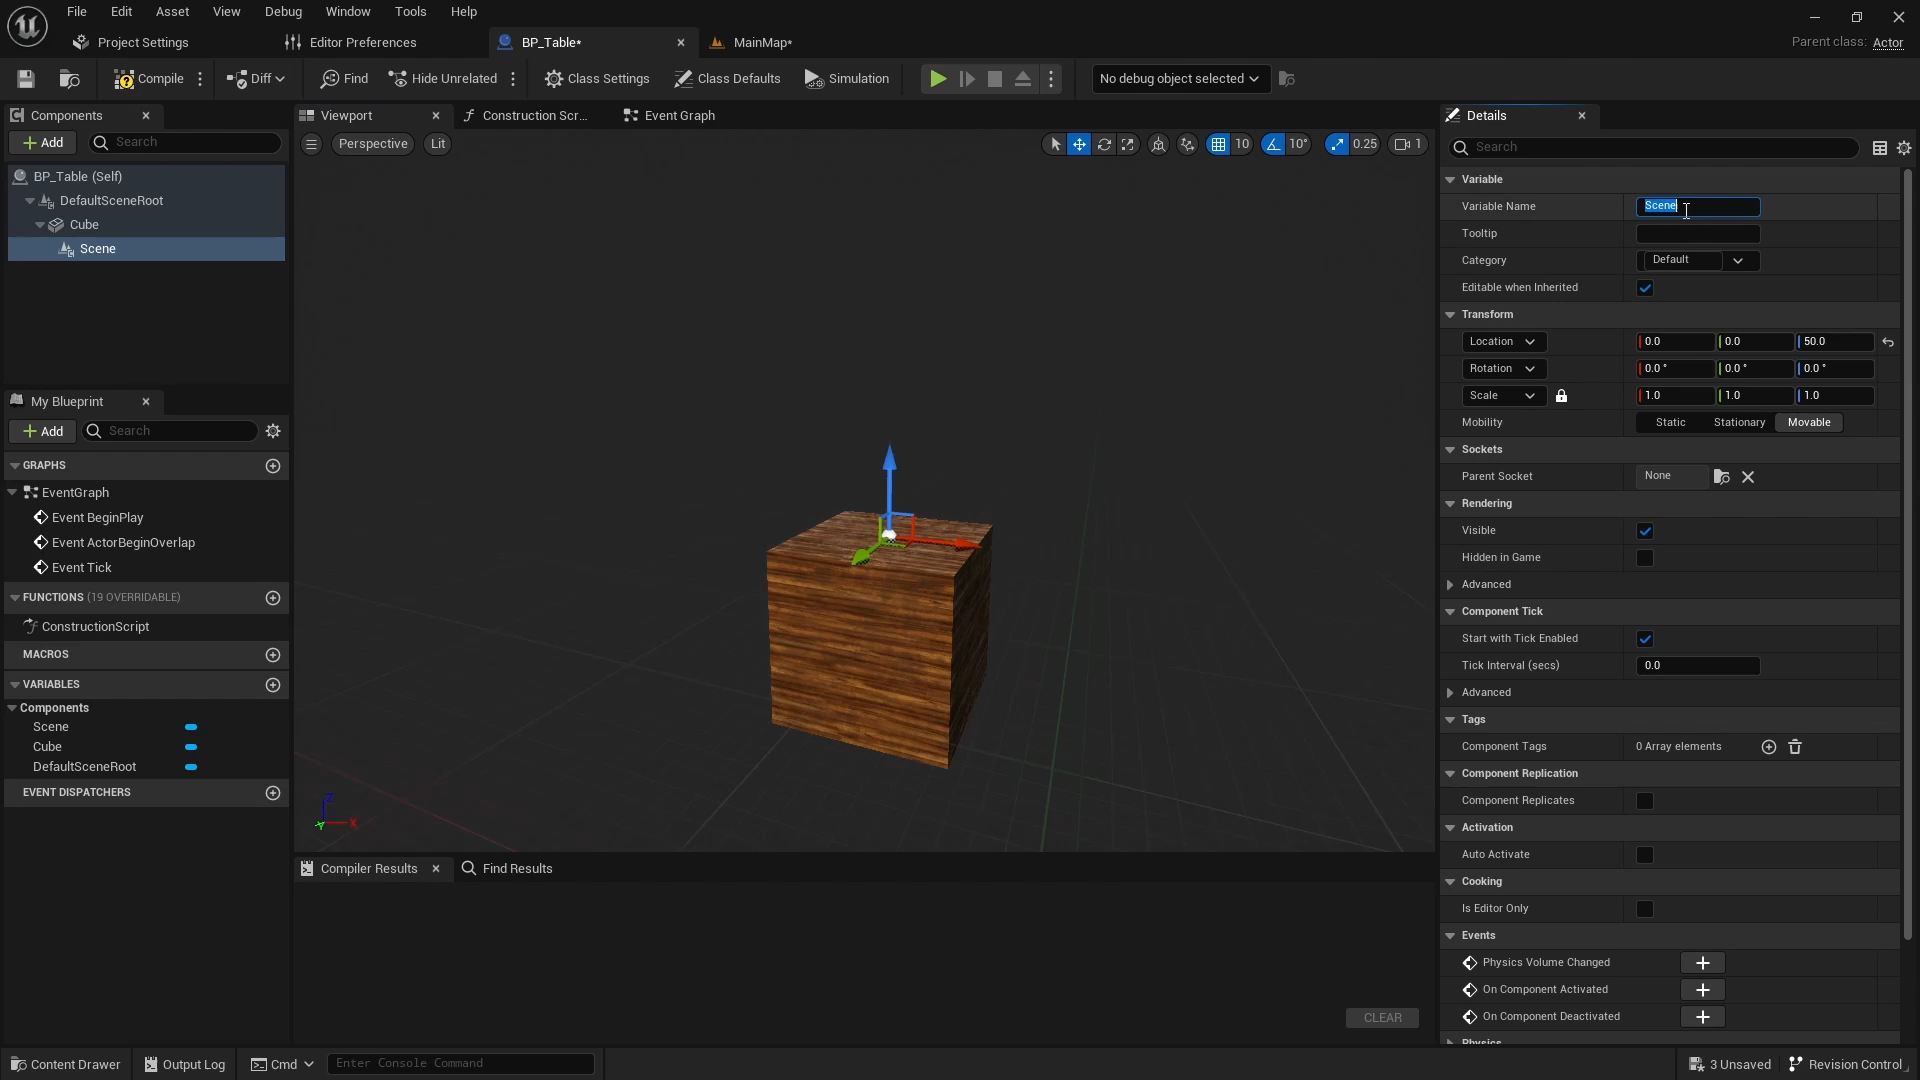 File Edit Asset View Debug Window Tools Help
Project Settings Editor Preferences BP_Table* MainMap* Parent class: Actor
Compile Diff Find Hide Unrelated Class Settings Class Defaults Simulation No debug object selected
Components
Add Search
BP_Table (Self)
DefaultSceneRoot
Cube
Scene
My Blueprint
Add Search
GRAPHS
EventGraph
Event BeginPlay
Event ActorBeginOverlap
Event Tick
FUNCTIONS (19 OVERRIDABLE)
ConstructionScript
MACROS
VARIABLES
Components
Scene
Cube
DefaultSceneRoot
EVENT DISPATCHERS
Viewport Construction Scr... Event Graph
Perspective Lit 10 10° 0.25 1
Z
Y X
Compiler Results Find Results
CLEAR
Details
Search
Variable
Variable Name Scene
Tooltip
Category Default
Editable when Inherited
Transform
Location 0.0 0.0 50.0
Rotation 0.0 ° 0.0 ° 0.0 °
Scale 1.0 1.0 1.0
Mobility Static Stationary Movable
Sockets
Parent Socket None
Rendering
Visible
Hidden in Game
Advanced
Component Tick
Start with Tick Enabled
Tick Interval (secs) 0.0
Advanced
Tags
Component Tags 0 Array elements
Component Replication
Component Replicates
Activation
Auto Activate
Cooking
Is Editor Only
Events
Physics Volume Changed
On Component Activated
On Component Deactivated
Physics
Content Drawer Output Log Cmd Enter Console Command 3 Unsaved Revision Control